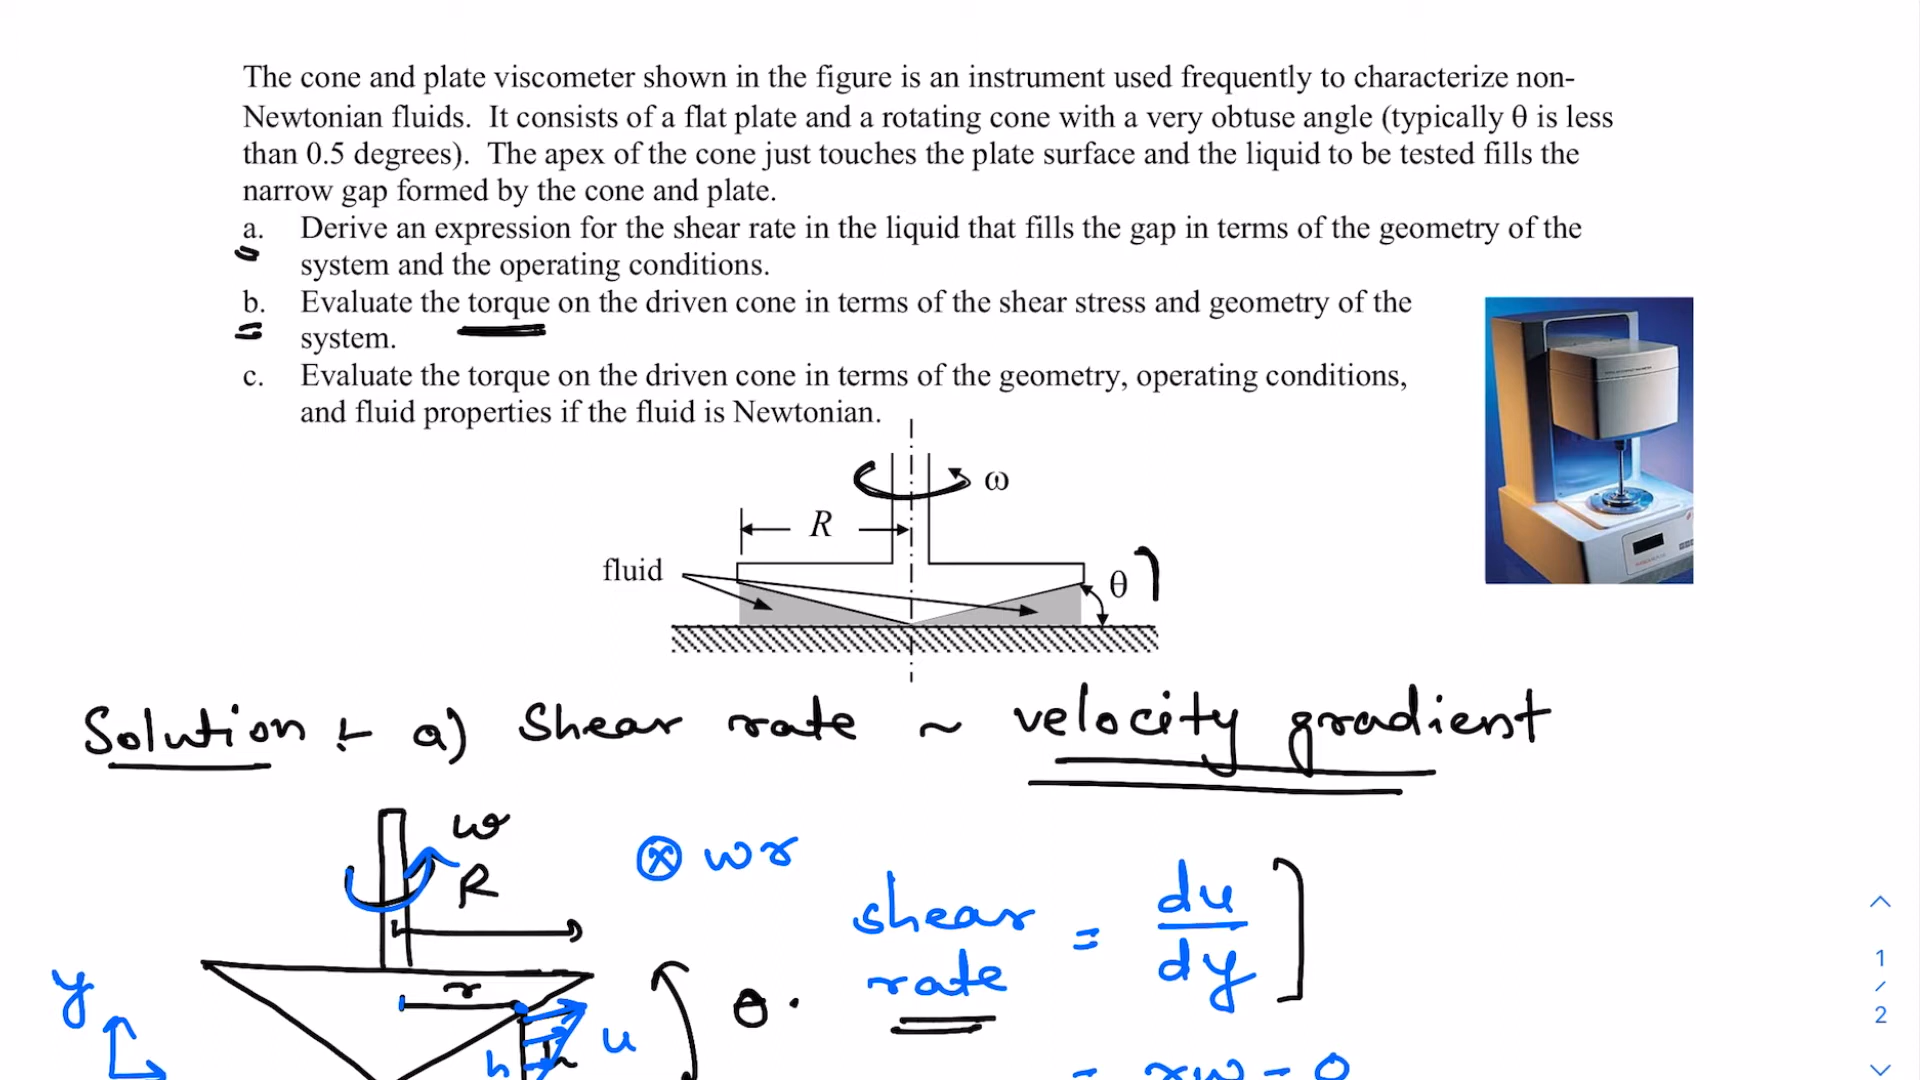 The cone and plate viscometer shown in the figure is an instrument used frequently to characterize non-
Newtonian fluids. It consists of a flat plate and a rotating cone with a very obtuse angle (typically θ is less
than 0.5 degrees). The apex of the cone just touches the plate surface and the liquid to be tested fills the
narrow gap formed by the cone and plate.
a. Derive an expression for the shear rate in the liquid that fills the gap in terms of the geometry of the
system and the operating conditions.
b. Evaluate the torque on the driven cone in terms of the shear stress and geometry of the
system.
c. Evaluate the torque on the driven cone in terms of the geometry, operating conditions,
and fluid properties if the fluid is Newtonian.
ω
R
fluid
θ
Solution :- a) Shear rate ~ velocity gradient
ω
R
⊗ ωr
shear rate = du/dy
r
θ.
y
u
h
h
= rω - 0
1
/
2